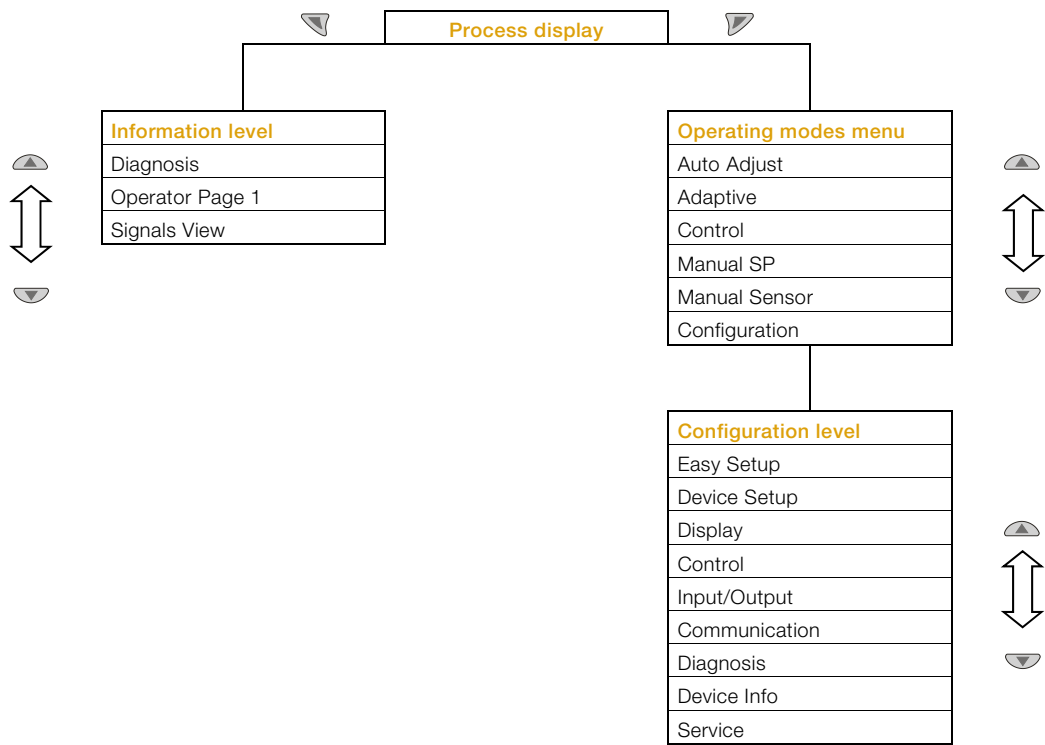 Process display
Information level
Diagnosis
Operator Page 1
Signals View
Operating modes menu
Auto Adjust
Adaptive
Control
Manual SP
Manual Sensor
Configuration
Configuration level
Easy Setup
Device Setup
Display
Control
Input/Output
Communication
Diagnosis
Device Info
Service